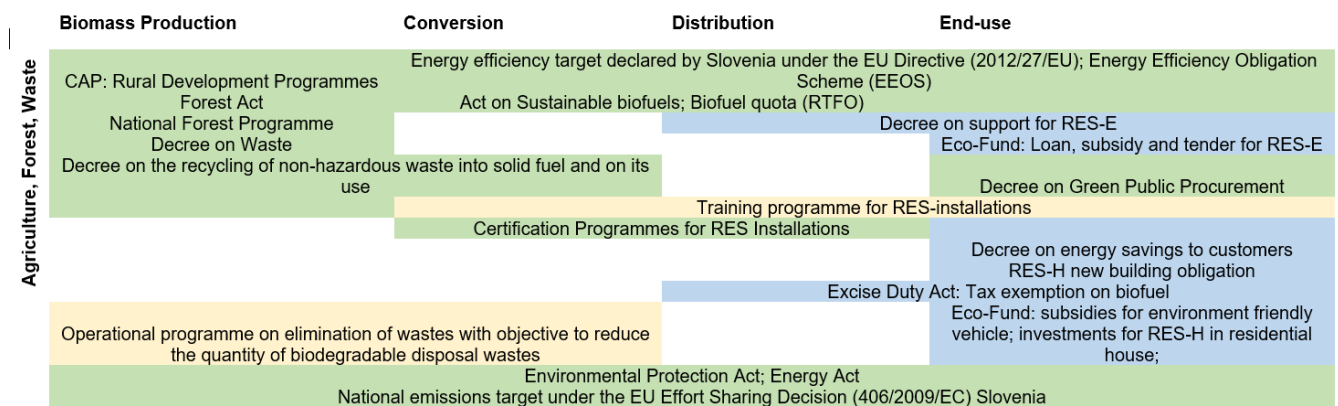 Biomass Production Conversion Distribution End-use
Agriculture, Forest, Waste
Energy efficiency target declared by Slovenia under the EU Directive (2012/27/EU); Energy Efficiency Obligation
Scheme (EEOS)
CAP: Rural Development Programmes
Forest Act
Act on Sustainable biofuels; Biofuel quota (RTFO)
National Forest Programme
Decree on support for RES-E
Decree on Waste
Eco-Fund: Loan, subsidy and tender for RES-E
Decree on the recycling of non-hazardous waste into solid fuel and on its
use
Decree on Green Public Procurement
Training programme for RES-installations
Certification Programmes for RES Installations
Decree on energy savings to customers
RES-H new building obligation
Excise Duty Act: Tax exemption on biofuel
Operational programme on elimination of wastes with objective to reduce
the quantity of biodegradable disposal wastes
Eco-Fund: subsidies for environment friendly
vehicle; investments for RES-H in residential
house;
Environmental Protection Act; Energy Act
National emissions target under the EU Effort Sharing Decision (406/2009/EC) Slovenia